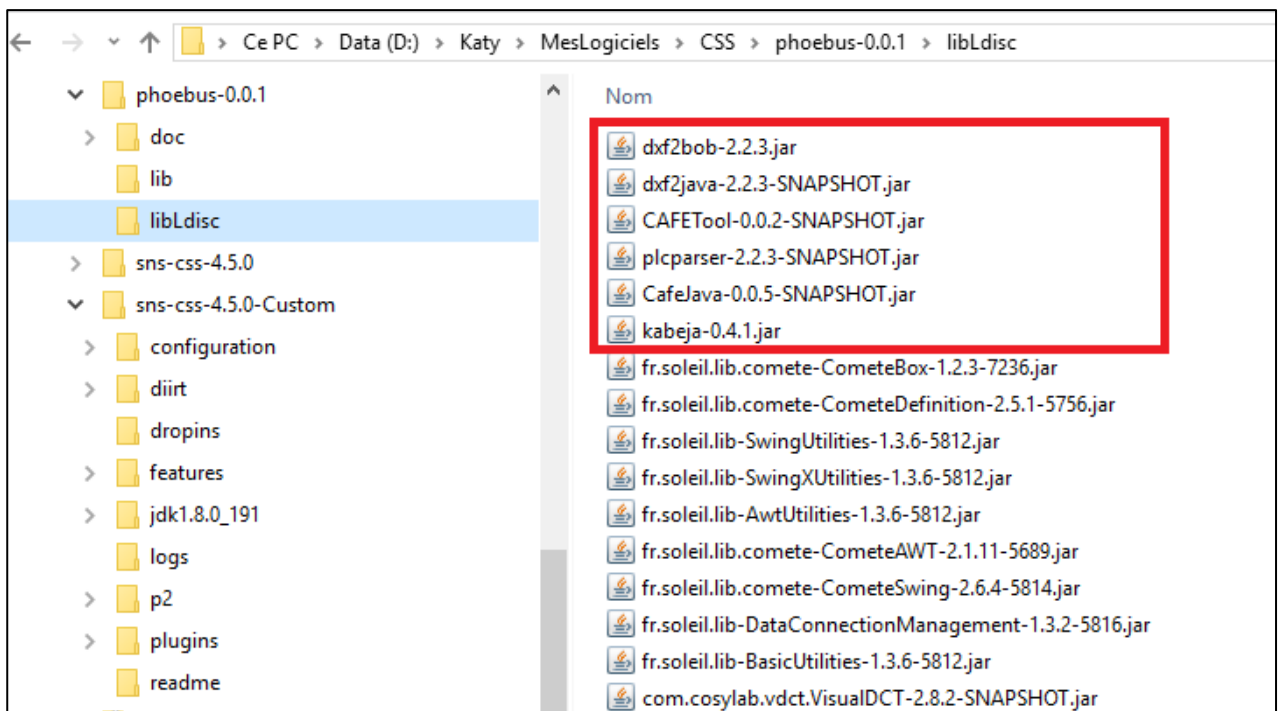 Ce PC > Data (D:) > Katy > MesLogiciels > CSS > phoebus-0.0.1 > libLdisc
phoebus-0.0.1
doc
lib
libLdisc
sns-css-4.5.0
sns-css-4.5.0-Custom
configuration
diirt
dropins
features
jdk1.8.0_191
logs
p2
plugins
readme
Nom
dxf2bob-2.2.3.jar
dxf2java-2.2.3-SNAPSHOT.jar
CAFETool-0.0.2-SNAPSHOT.jar
plcparser-2.2.3-SNAPSHOT.jar
CafeJava-0.0.5-SNAPSHOT.jar
kabeja-0.4.1.jar
fr.soleil.lib.comete-CometeBox-1.2.3-7236.jar
fr.soleil.lib.comete-CometeDefinition-2.5.1-5756.jar
fr.soleil.lib-SwingUtilities-1.3.6-5812.jar
fr.soleil.lib-SwingXUtilities-1.3.6-5812.jar
fr.soleil.lib-AwtUtilities-1.3.6-5812.jar
fr.soleil.lib.comete-CometeAWT-2.1.11-5689.jar
fr.soleil.lib.comete-CometeSwing-2.6.4-5814.jar
fr.soleil.lib-DataConnectionManagement-1.3.2-5816.jar
fr.soleil.lib-BasicUtilities-1.3.6-5812.jar
com.cosylab.vdct.VisualDCT-2.8.2-SNAPSHOT.jar